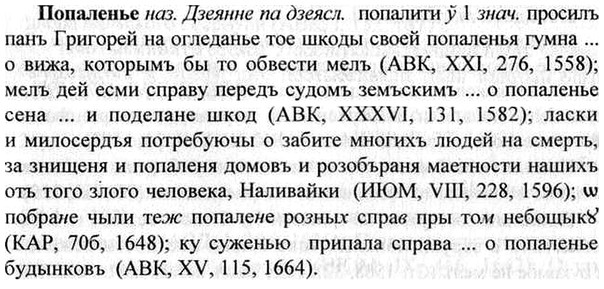 Попаленье наз. Дзеянне па дзеясл. попалити ў 1 знач. просилъ
панъ Григорей на огледанье тое шкоды своей попаленья гумна ...
о вижа, которымъ бы то обвести мелъ (АВК, XXI, 276, 1558);
мелъ дей есми справу передъ судомъ земъскимъ ... о попаленье
сена ... и поделане шкод (АВК, XXXVI, 131, 1582); ласки
и милосердъя потребуючы о забите многихъ людей на смерть,
за знищеня и попаленя домовъ и розобъраня маетности нашихъ
отъ того злого человека, Наливайки (ИЮМ, VIII, 228, 1596); ѡ
побране чыли теж попалене розных справ пры том небощыкꙋ
(КАР, 70б, 1648); ку суженью припала справа ... о попаленье
будынковъ (АВК, XV, 115, 1664).